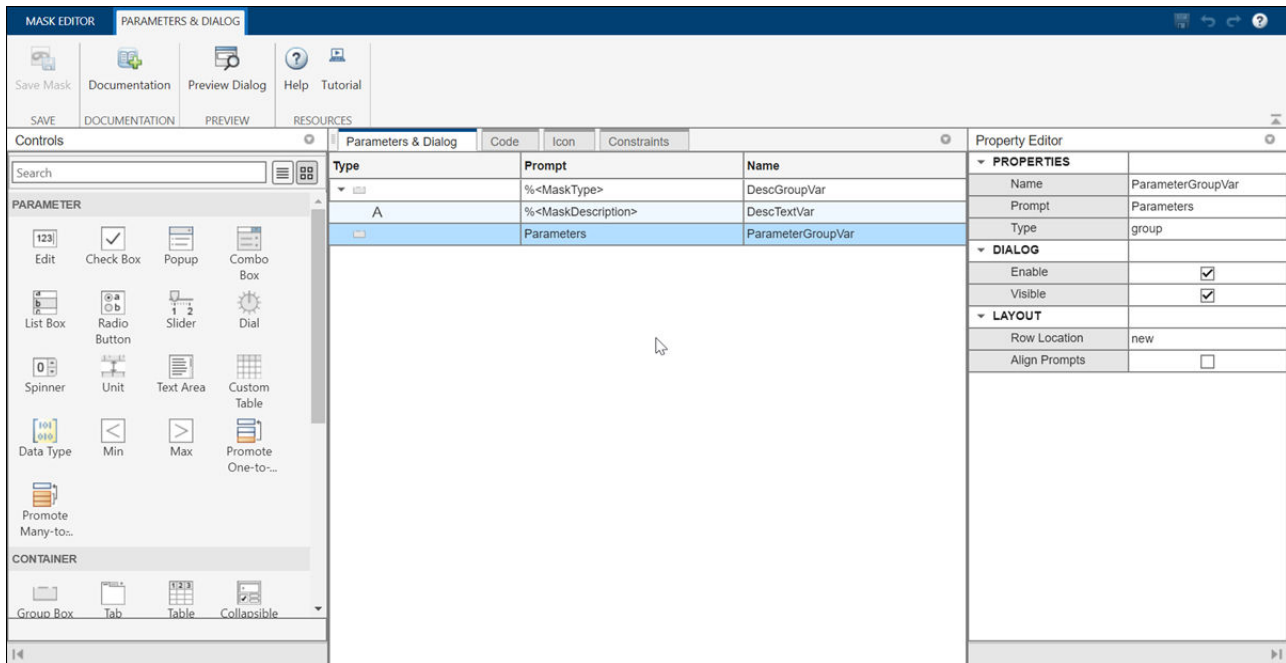 MASK EDITOR PARAMETERS & DIALOG
Save Mask Documentation Preview Dialog Help Tutorial
SAVE DOCUMENTATION PREVIEW RESOURCES
Controls Parameters & Dialog Code Icon Constraints Property Editor
Search
Type Prompt Name
%<MaskType> DescGroupVar
A %<MaskDescription> DescTextVar
Parameters ParameterGroupVar
PARAMETER
Edit Check Box Popup Combo
Box
List Box Radio Slider Dial
Button
Spinner Unit Text Area Custom
Table
Data Type Min Max Promote
One-to-...
Promote
Many-to-...
CONTAINER
Group Box Tab Table Collapsible
PROPERTIES
Name ParameterGroupVar
Prompt Parameters
Type group
DIALOG
Enable
Visible
LAYOUT
Row Location new
Align Prompts